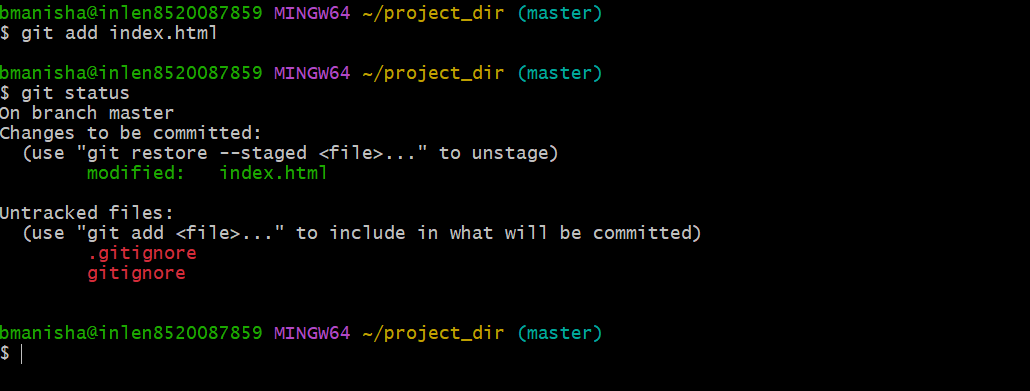 bmanisha@inlen8520087859 MINGW64 ~/project_dir (master)
$ git add index.html
bmanisha@inlen8520087859 MINGW64 ~/project_dir (master)
$ git status
On branch master
Changes to be committed:
  (use "git restore --staged <file>..." to unstage)
        modified:   index.html
Untracked files:
  (use "git add <file>..." to include in what will be committed)
        .gitignore
        gitignore
bmanisha@inlen8520087859 MINGW64 ~/project_dir (master)
$